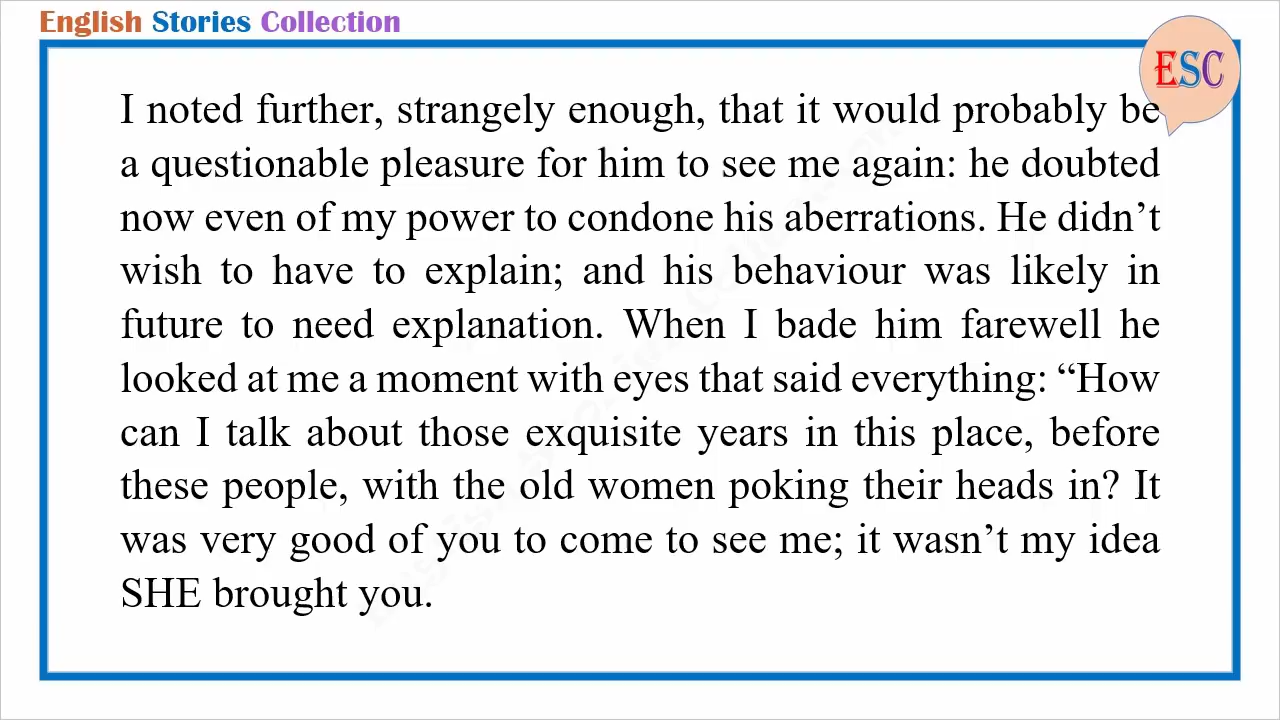 English Stories Collection
ESC
I noted further, strangely enough, that it would probably be
a questionable pleasure for him to see me again: he doubted
now even of my power to condone his aberrations. He didn’t
wish to have to explain; and his behaviour was likely in
future to need explanation. When I bade him farewell he
looked at me a moment with eyes that said everything: “How
can I talk about those exquisite years in this place, before
these people, with the old women poking their heads in? It
was very good of you to come to see me; it wasn’t my idea
SHE brought you.